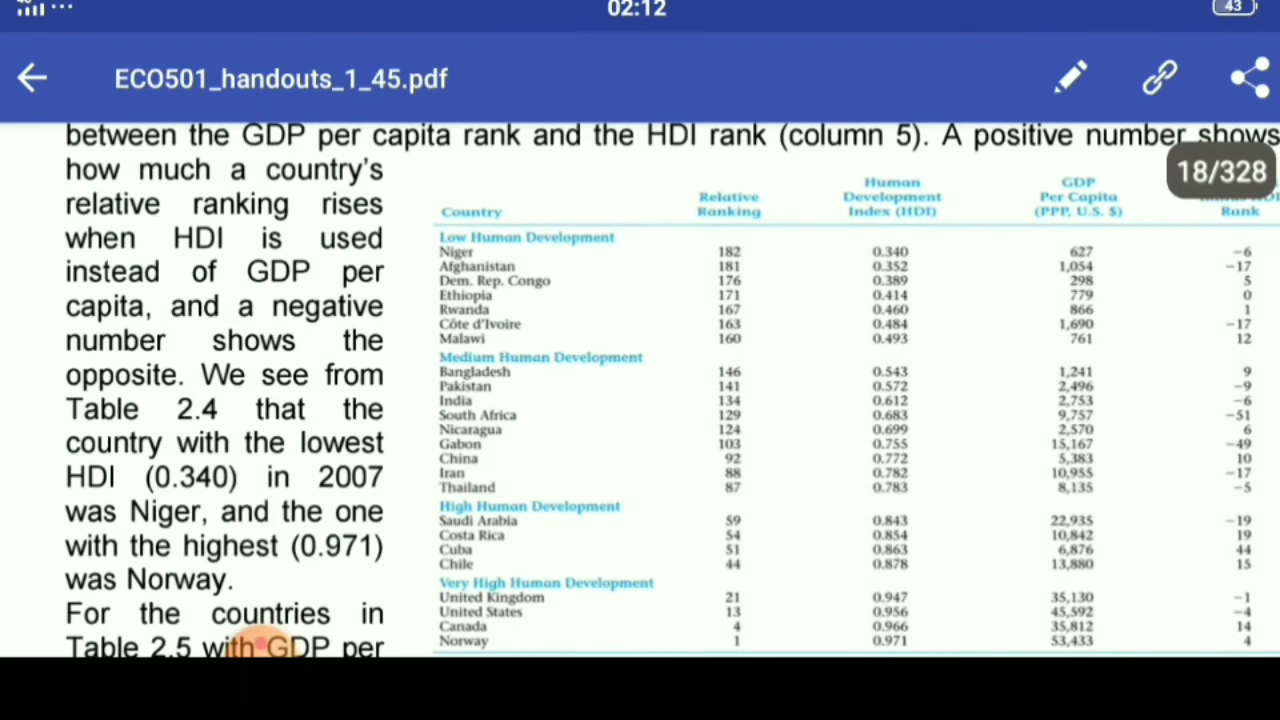 02:12
43
ECO501_handouts_1_45.pdf
between the GDP per capita rank and the HDI rank (column 5). A positive number shows
18/328
how much a country's
relative ranking rises
when HDI is used
instead of GDP per
capita, and a negative
number shows the
opposite. We see from
Table 2.4 that the
country with the lowest
HDI (0.340) in 2007
was Niger, and the one
with the highest (0.971)
was Norway.
For the countries in
Table 2.5 with GDP per
Country Relative Ranking Human Development Index (HDI) GDP Per Capita (PPP, U.S. $) Rank
Low Human Development
Niger 182 0.340 627 −6
Afghanistan 181 0.352 1,054 −17
Dem. Rep. Congo 176 0.389 298 5
Ethiopia 171 0.414 779 0
Rwanda 167 0.460 866 1
Côte d'Ivoire 163 0.484 1,690 −17
Malawi 160 0.493 761 12
Medium Human Development
Bangladesh 146 0.543 1,241 9
Pakistan 141 0.572 2,496 −9
India 134 0.612 2,753 −6
South Africa 129 0.683 9,757 −51
Nicaragua 124 0.699 2,570 6
Gabon 103 0.755 15,167 −49
China 92 0.772 5,383 10
Iran 88 0.782 10,955 −17
Thailand 87 0.783 8,135 −5
High Human Development
Saudi Arabia 59 0.843 22,935 −19
Costa Rica 54 0.854 10,842 19
Cuba 51 0.863 6,876 44
Chile 44 0.878 13,880 15
Very High Human Development
United Kingdom 21 0.947 35,130 −1
United States 13 0.956 45,592 −4
Canada 4 0.966 35,812 14
Norway 1 0.971 53,433 4